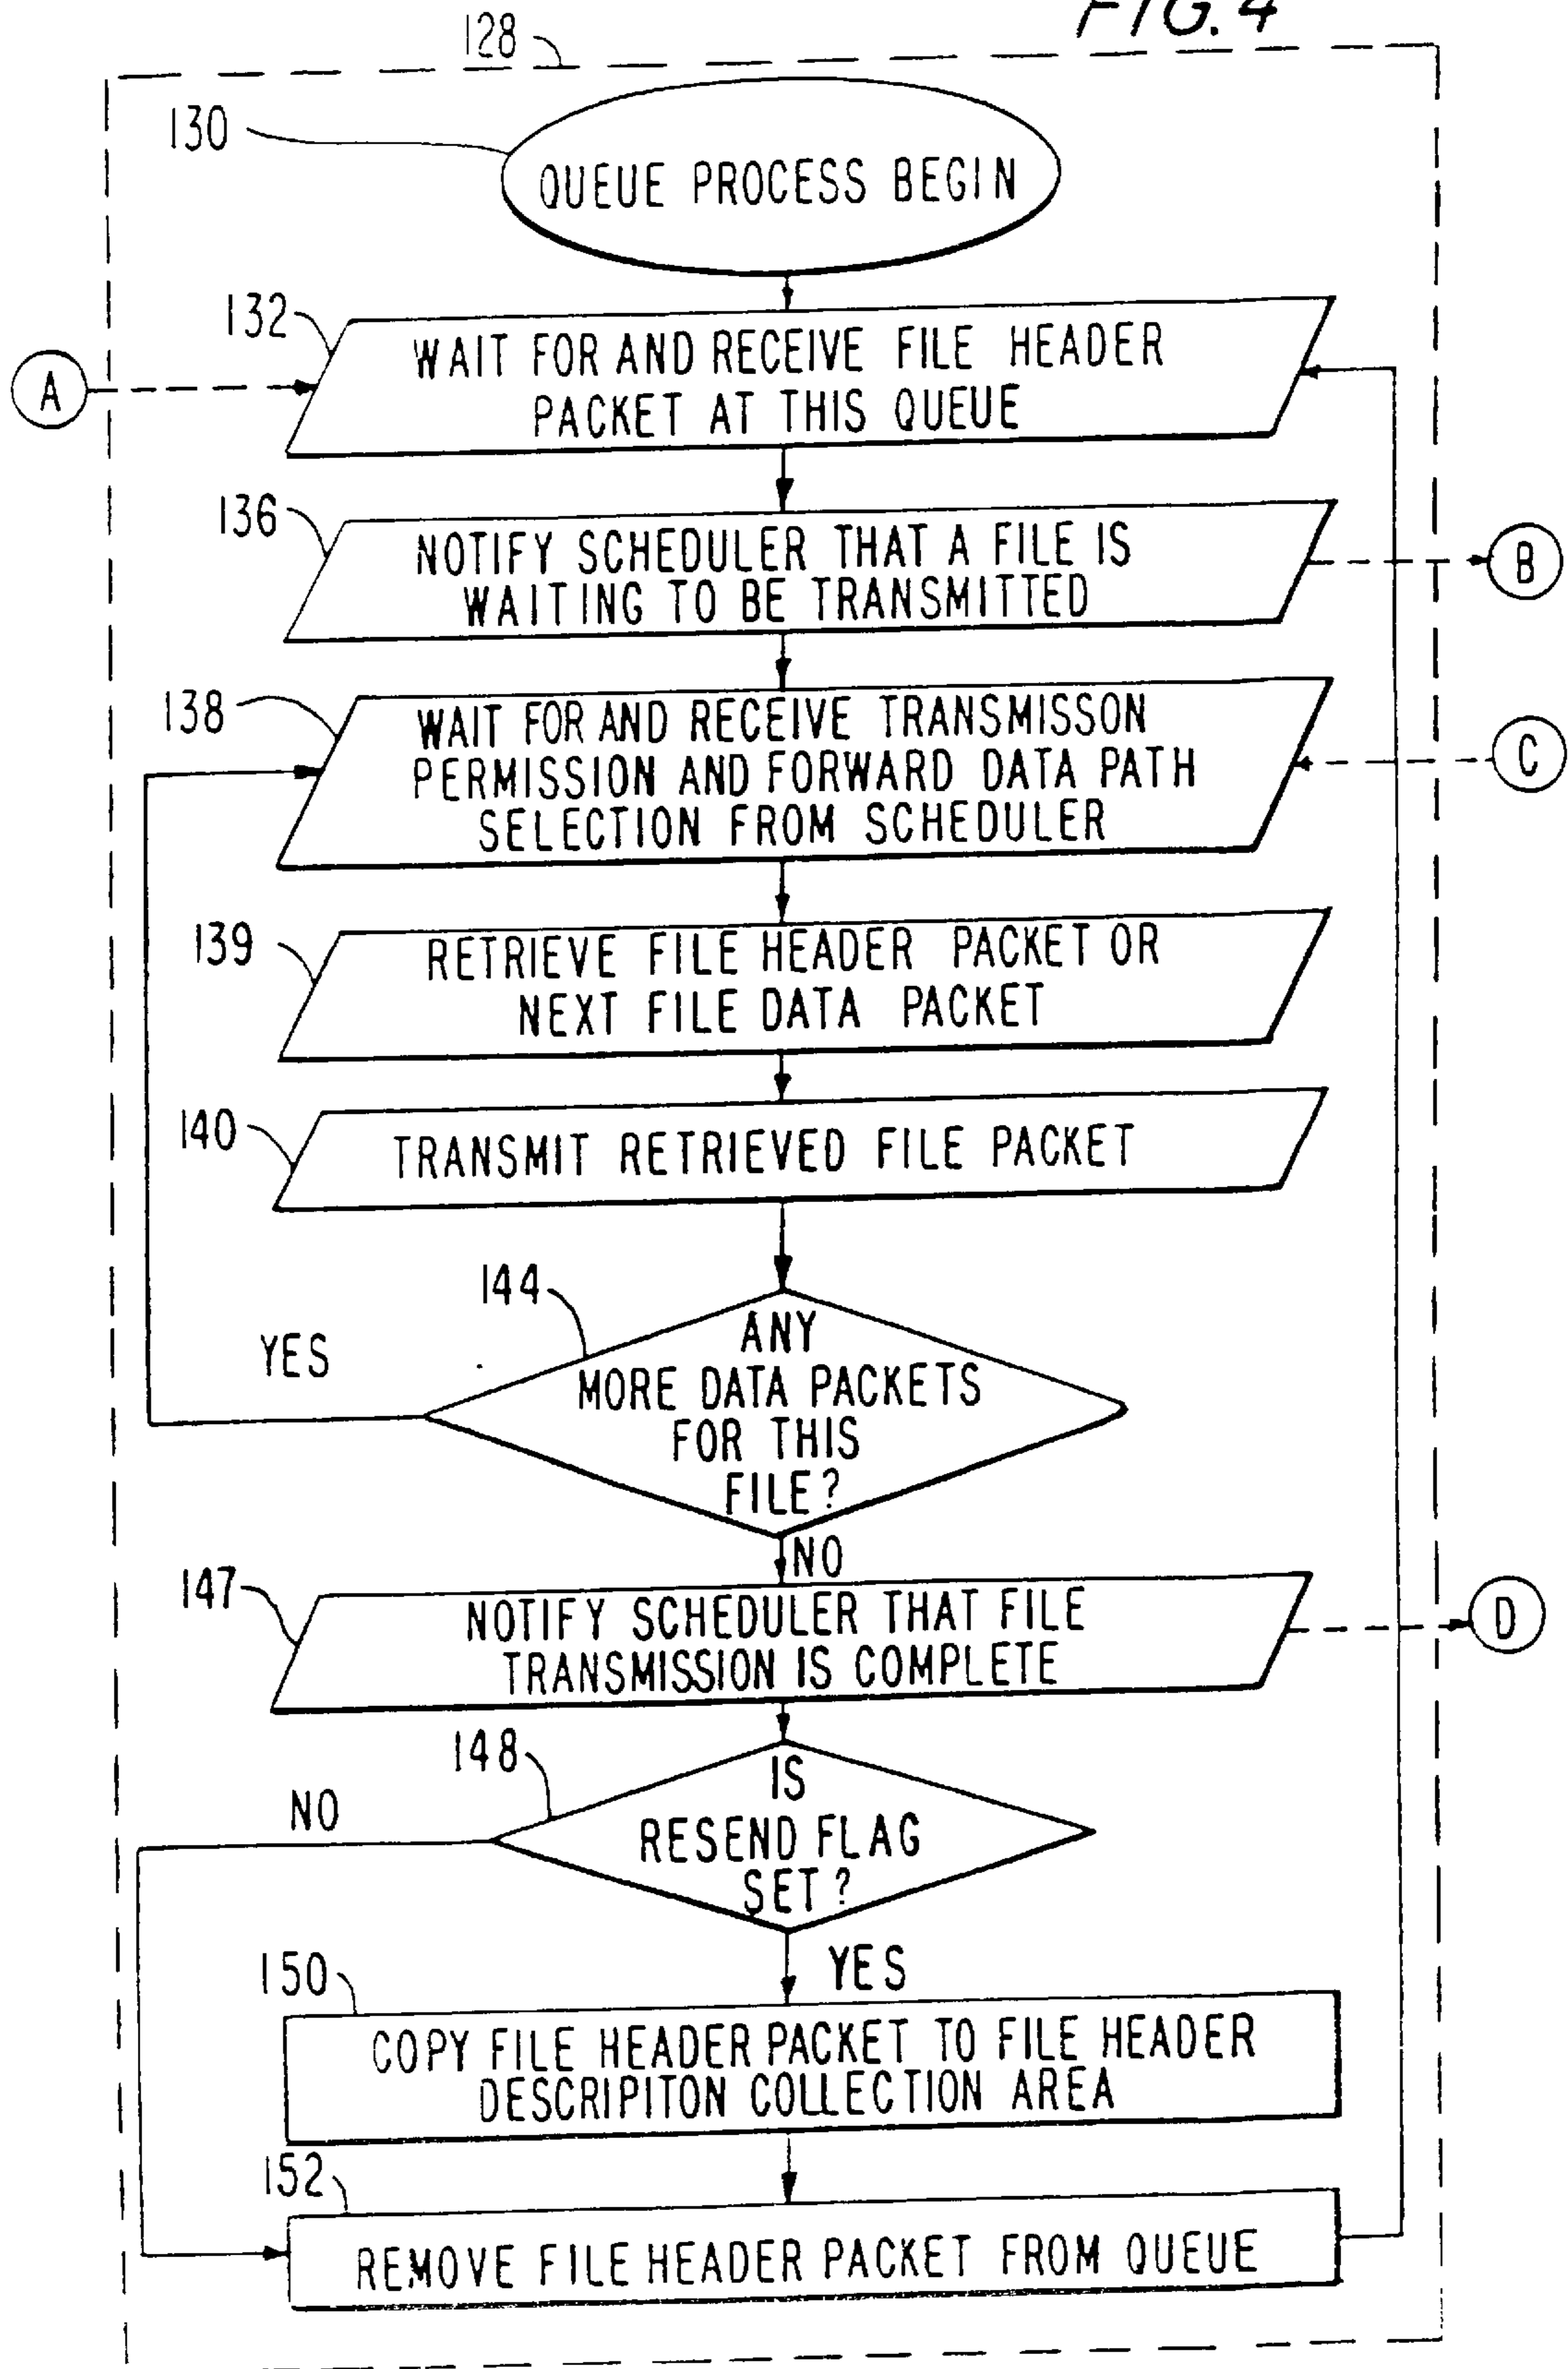 FIG. 4
128
130
QUEUE PROCESS BEGIN
132
WAIT FOR AND RECEIVE FILE HEADER
PACKET AT THIS QUEUE
A
136
NOTIFY SCHEDULER THAT A FILE IS
WAITING TO BE TRANSMITTED
B
138
WAIT FOR AND RECEIVE TRANSMISSON
PERMISSION AND FORWARD DATA PATH
SELECTION FROM SCHEDULER
C
139
RETRIEVE FILE HEADER PACKET OR
NEXT FILE DATA PACKET
140
TRANSMIT RETRIEVED FILE PACKET
144
ANY
MORE DATA PACKETS
FOR THIS
FILE?
YES
NO
147
NOTIFY SCHEDULER THAT FILE
TRANSMISSION IS COMPLETE
D
148
IS
RESEND FLAG
SET?
NO
YES
150
COPY FILE HEADER PACKET TO FILE HEADER
DESCRIPITON COLLECTION AREA
152
REMOVE FILE HEADER PACKET FROM QUEUE